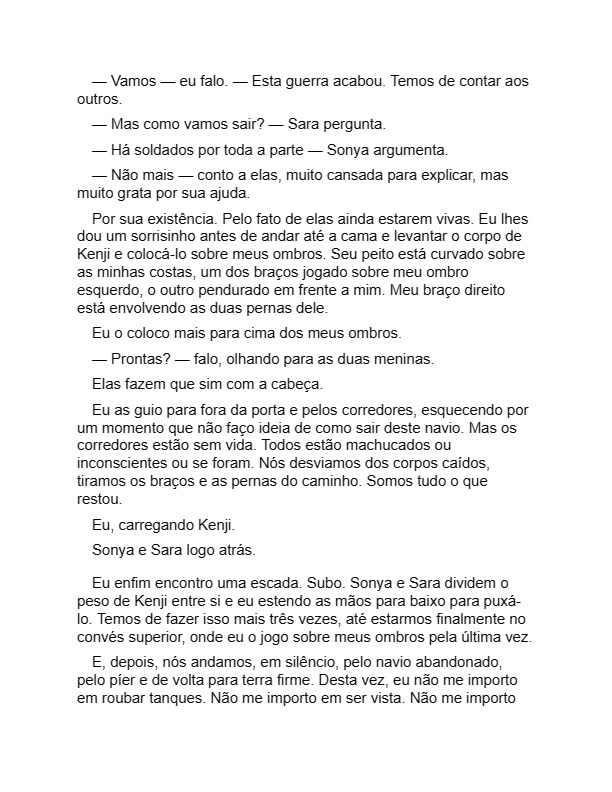 — Vamos — eu falo. — Esta guerra acabou. Temos de contar aos
outros.
— Mas como vamos sair? — Sara pergunta.
— Há soldados por toda a parte — Sonya argumenta.
— Não mais — conto a elas, muito cansada para explicar, mas
muito grata por sua ajuda.
Por sua existência. Pelo fato de elas ainda estarem vivas. Eu lhes
dou um sorrisinho antes de andar até a cama e levantar o corpo de
Kenji e colocá-lo sobre meus ombros. Seu peito está curvado sobre
as minhas costas, um dos braços jogado sobre meu ombro
esquerdo, o outro pendurado em frente a mim. Meu braço direito
está envolvendo as duas pernas dele.
Eu o coloco mais para cima dos meus ombros.
— Prontas? — falo, olhando para as duas meninas.
Elas fazem que sim com a cabeça.
Eu as guio para fora da porta e pelos corredores, esquecendo por
um momento que não faço ideia de como sair deste navio. Mas os
corredores estão sem vida. Todos estão machucados ou
inconscientes ou se foram. Nós desviamos dos corpos caídos,
tiramos os braços e as pernas do caminho. Somos tudo o que
restou.
Eu, carregando Kenji.
Sonya e Sara logo atrás.
Eu enfim encontro uma escada. Subo. Sonya e Sara dividem o
peso de Kenji entre si e eu estendo as mãos para baixo para puxá-
lo. Temos de fazer isso mais três vezes, até estarmos finalmente no
convés superior, onde eu o jogo sobre meus ombros pela última vez.
E, depois, nós andamos, em silêncio, pelo navio abandonado,
pelo píer e de volta para terra firme. Desta vez, eu não me importo
em roubar tanques. Não me importo em ser vista. Não me importo